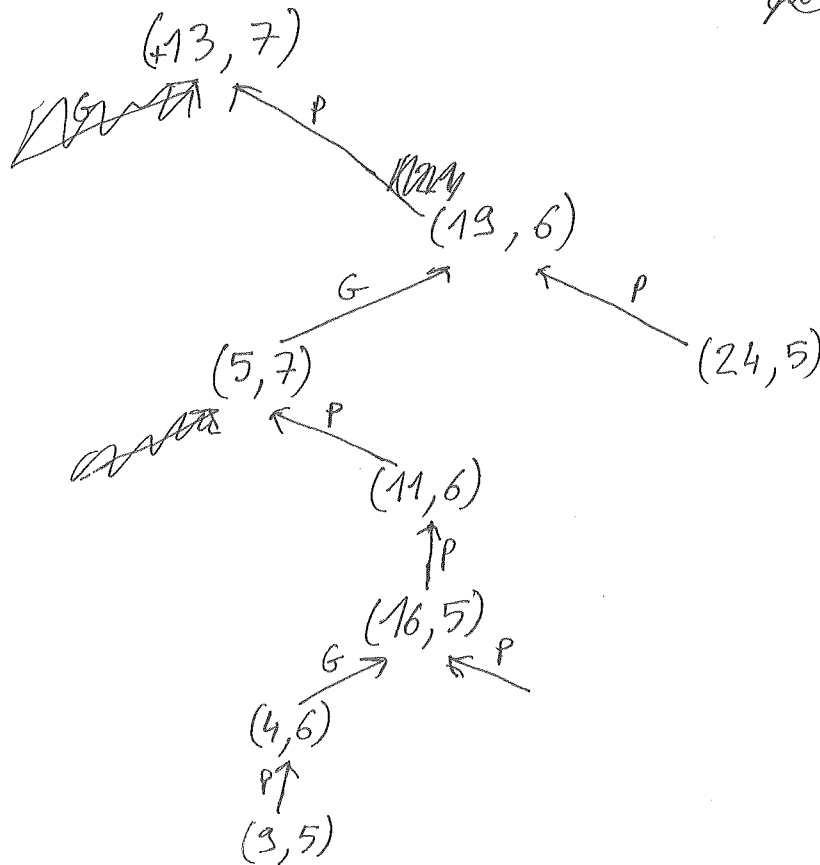 (+13, 7)
P
(19, 6)
G P
(5, 7) (24, 5)
P
(11, 6)
P
(16, 5)
G P
(4, 6)
P
(9, 5)